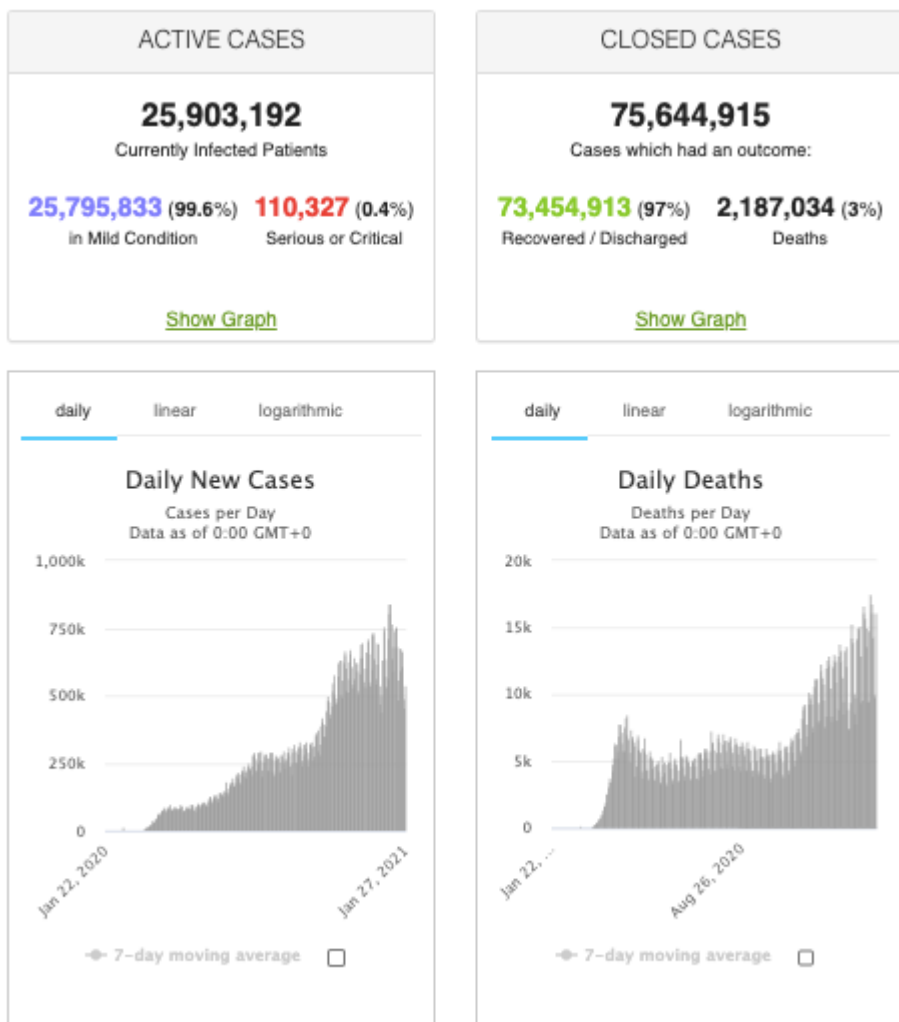 ACTIVE CASES
25,903,192
Currently Infected Patients
25,795,833 (99.6%) 110,327 (0.4%)
in Mild Condition Serious or Critical
Show Graph
CLOSED CASES
75,644,915
Cases which had an outcome:
73,454,913 (97%) 2,187,034 (3%)
Recovered / Discharged Deaths
Show Graph
daily linear logarithmic
Daily New Cases
Cases per Day
Data as of 0:00 GMT+0
1,000k
750k
500k
250k
0
Jan 22, 2020 Jan 27, 2021
7-day moving average
daily linear logarithmic
Daily Deaths
Deaths per Day
Data as of 0:00 GMT+0
20k
15k
10k
5k
0
Jan 22, ... Aug 26, 2020
7-day moving average